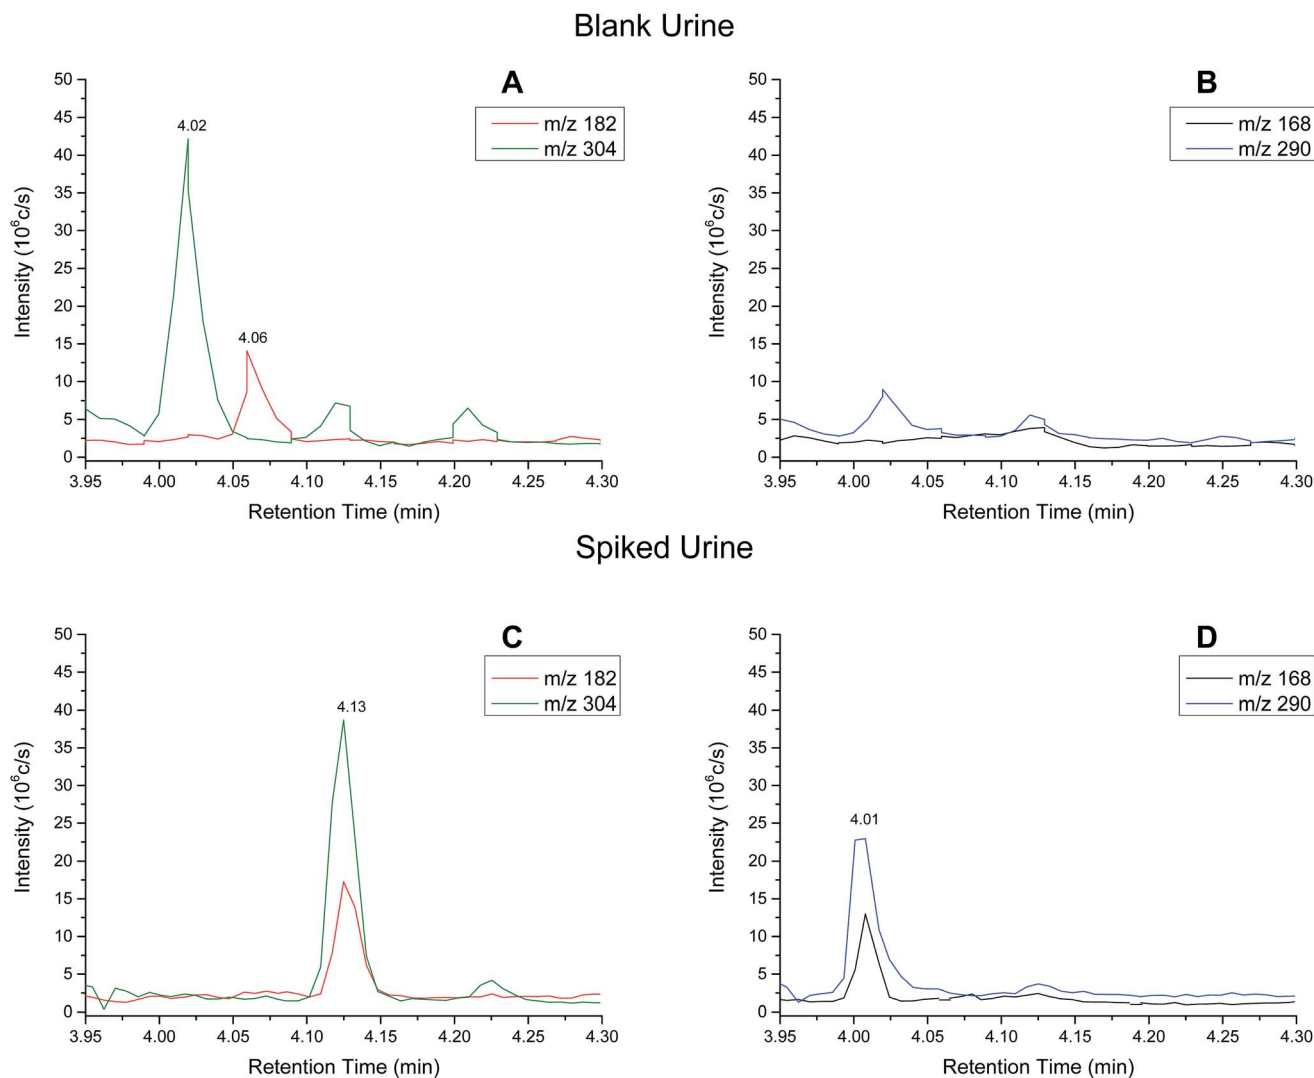 Blank Urine
A
m/z 182
m/z 304
50
45
40
35
30
25
20
15
10
5
0
4.02
4.06
Intensity (10⁶c/s)
3.95 4.00 4.05 4.10 4.15 4.20 4.25 4.30
Retention Time (min)
B
m/z 168
m/z 290
50
45
40
35
30
25
20
15
10
5
0
Intensity (10⁶c/s)
3.95 4.00 4.05 4.10 4.15 4.20 4.25 4.30
Retention Time (min)
Spiked Urine
C
m/z 182
m/z 304
50
45
40
35
30
25
20
15
10
5
0
4.13
Intensity (10⁶c/s)
3.95 4.00 4.05 4.10 4.15 4.20 4.25 4.30
Retention Time (min)
D
m/z 168
m/z 290
50
45
40
35
30
25
20
15
10
5
0
4.01
Intensity (10⁶c/s)
3.95 4.00 4.05 4.10 4.15 4.20 4.25 4.30
Retention Time (min)